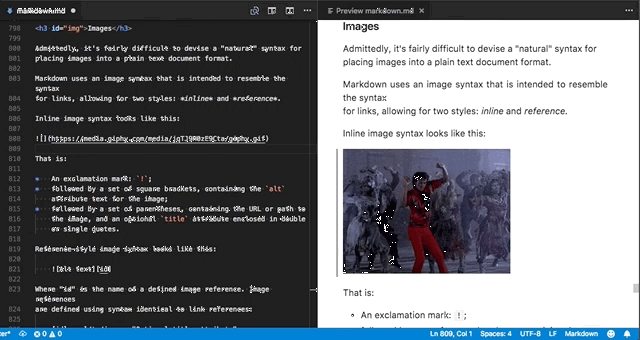 markdown.md
798 <h3 id="img">Images</h3>
799
800 Admittedly, it's fairly difficult to devise a "natural" syntax for
801 placing images into a plain text document format.
802
803 Markdown uses an image syntax that is intended to resemble the
syntax
804 for links, allowing for two styles: *inline* and *reference*.
805
806 Inline image syntax looks like this:
807
808
809
810 That is:
811
812 * An exclamation mark: `!`;
813 * followed by a set of square brackets, containing the `alt`
814 attribute text for the image;
815 * followed by a set of parentheses, containing the URL or path to
816 the image, and an optional `title` attribute enclosed in double
817 or single quotes.
818
819 Reference-style image syntax looks like this:
820
821 ![Alt text][id]
822
823 Where "id" is the name of a defined image reference. Image
references
824 are defined using syntax identical to link references:
825
Preview markdown.md
Images
Admittedly, it's fairly difficult to devise a "natural" syntax for
placing images into a plain text document format.
Markdown uses an image syntax that is intended to resemble
the syntax
for links, allowing for two styles: inline and reference.
Inline image syntax looks like this:
That is:
An exclamation mark: !;
0 0
Ln 809, Col 1 Spaces: 4 UTF-8 LF Markdown